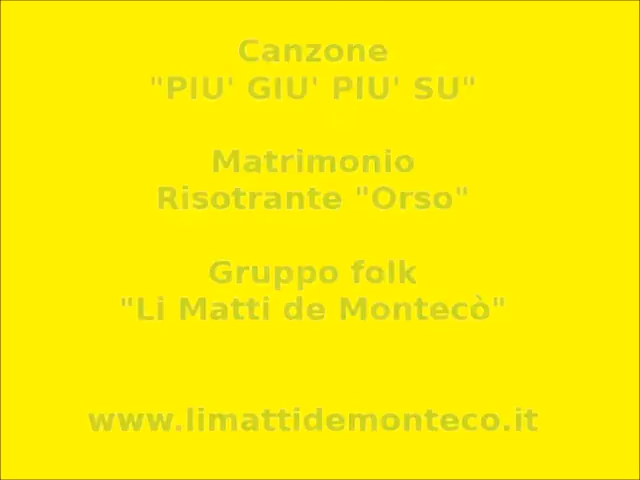 Canzone
"PIU' GIU' PIU' SU"
Matrimonio
Risotrante "Orso"
Gruppo folk
"Li Matti de Montecò"
www.limattidemonteco.it